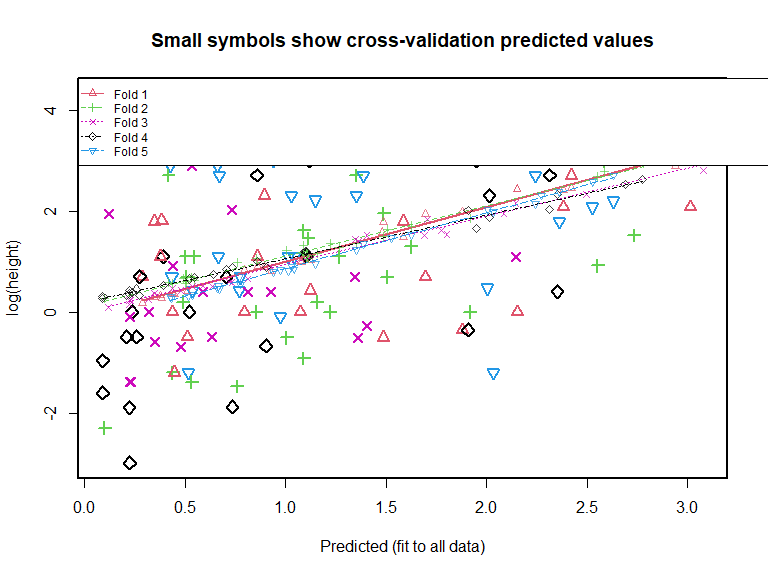 Small symbols show cross-validation predicted values
Fold 1
Fold 2
Fold 3
Fold 4
Fold 5
log(height)
4
2
0
-2
0.0 0.5 1.0 1.5 2.0 2.5 3.0
Predicted (fit to all data)